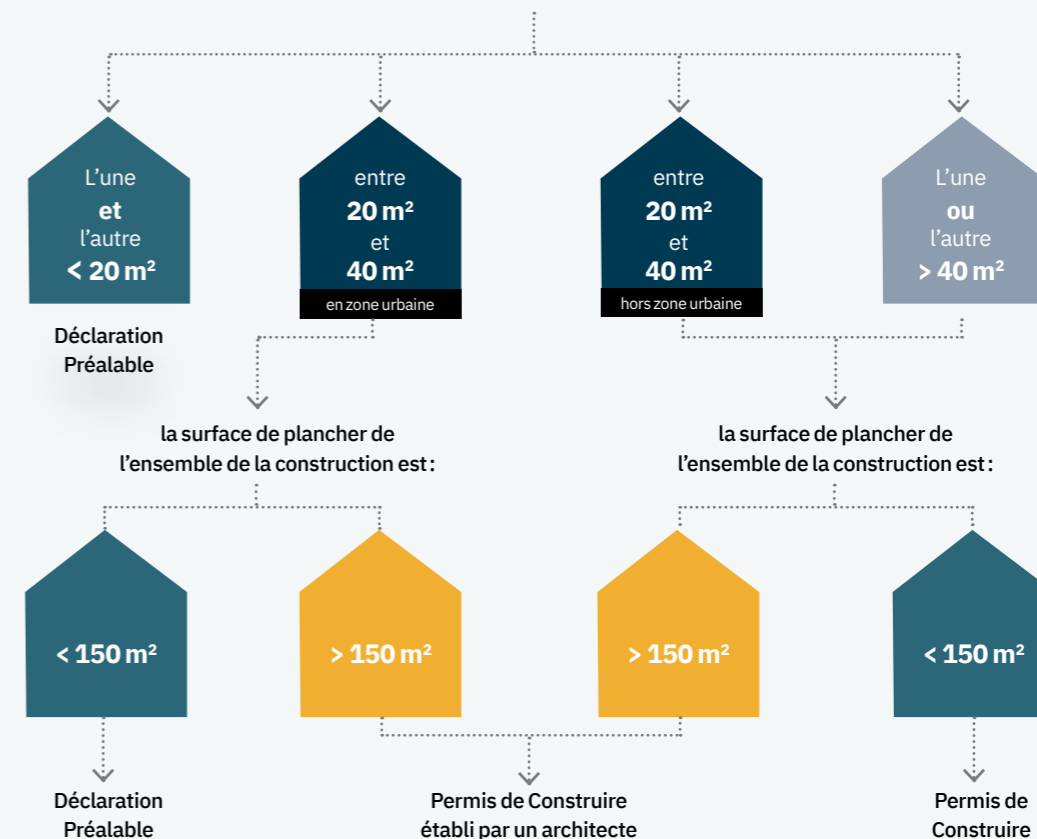 L'une
et
l'autre
< 20 m²
entre
20 m²
et
40 m²
en zone urbaine
entre
20 m²
et
40 m²
hors zone urbaine
L'une
ou
l'autre
> 40 m²
Déclaration
Préalable
la surface de plancher de
l'ensemble de la construction est :
la surface de plancher de
l'ensemble de la construction est :
< 150 m²
> 150 m²
> 150 m²
< 150 m²
Déclaration
Préalable
Permis de Construire
établi par un architecte
Permis de
Construire